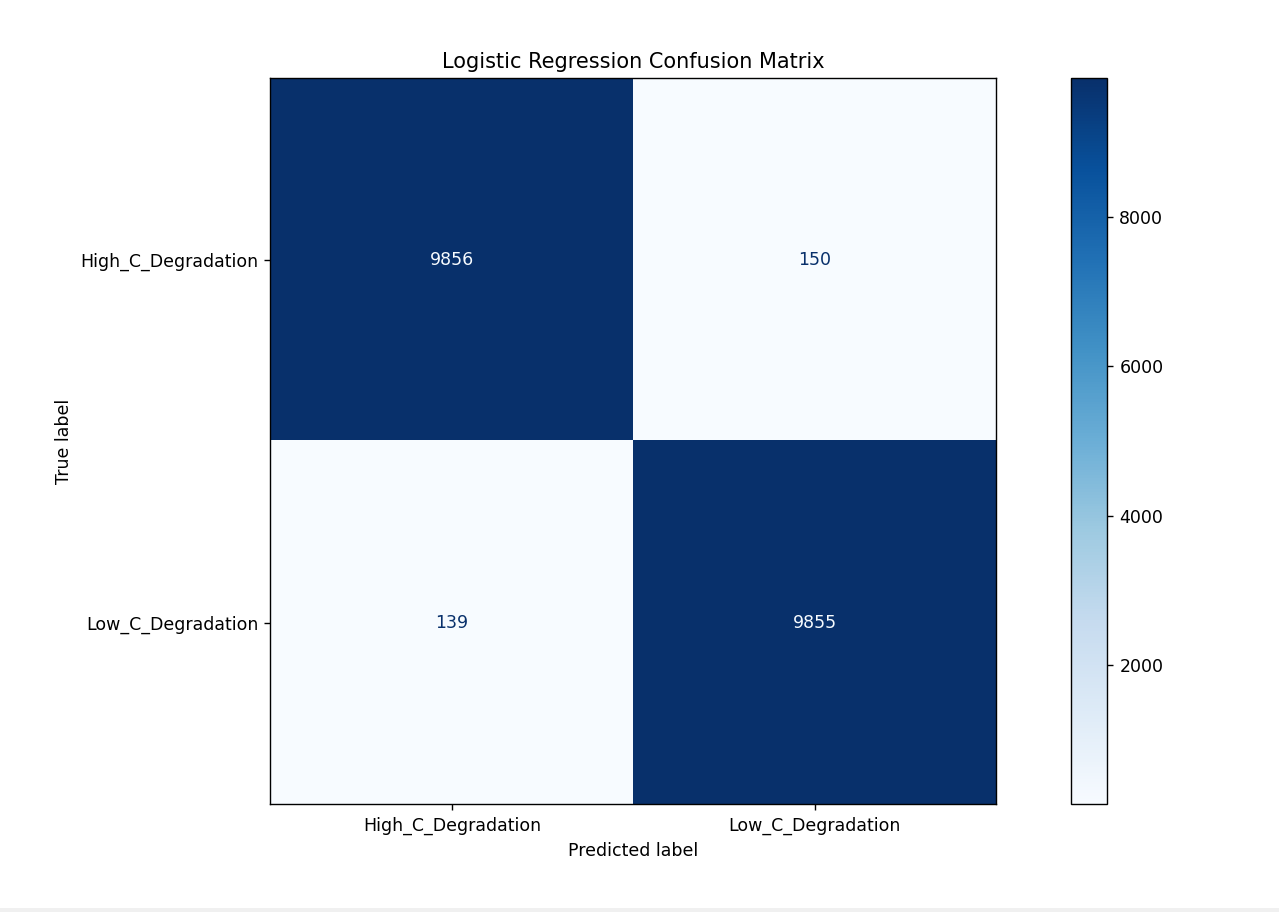 Logistic Regression Confusion Matrix
High_C_Degradation
Low_C_Degradation
True label
9856
150
139
9855
High_C_Degradation
Low_C_Degradation
Predicted label
8000
6000
4000
2000